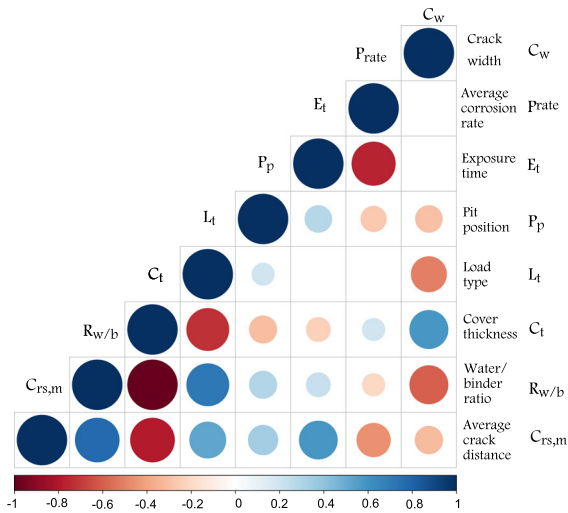 Cw
Crack
width
Cw
Prate
Average
corrosion
rate
Prate
Et
Exposure
time
Et
Pp
Pit
position
Pp
Lt
Load
type
Lt
Ct
Cover
thickness
Ct
Rw/b
Water/
binder
ratio
Rw/b
Crs,m
Average
crack
distance
Crs,m
-1 -0.8 -0.6 -0.4 -0.2 0 0.2 0.4 0.6 0.8 1